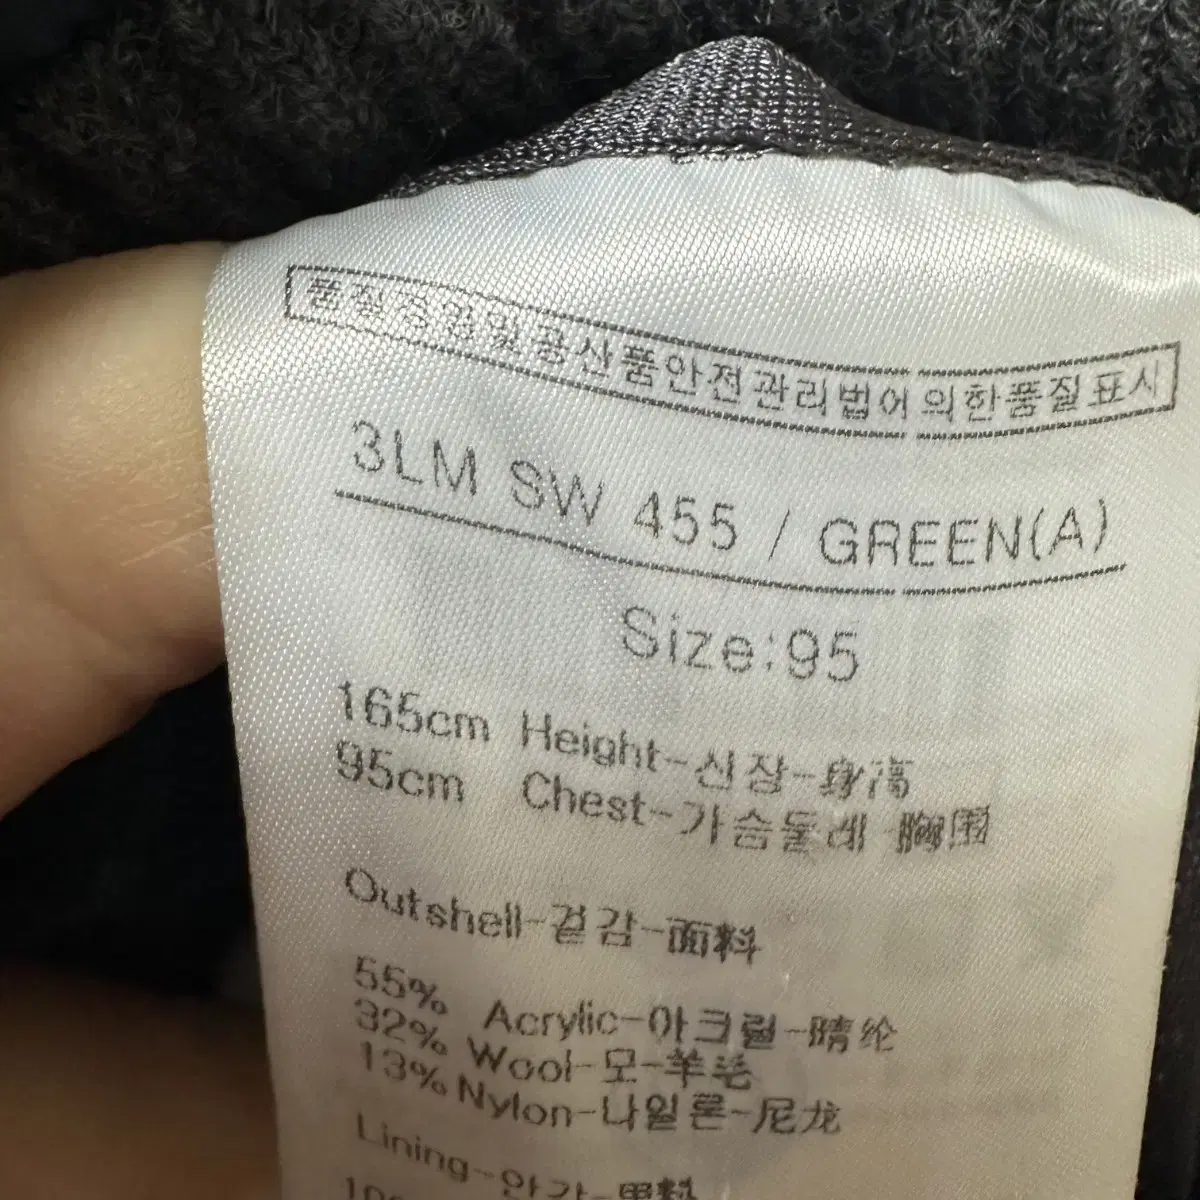 품질경영및공산품안전관리법에의한품질표시
3LM SW 455 / GREEN(A)
Size:95
165cm Height-신장-身高
95cm Chest-가슴둘레 胸围
Outshell-겉감-面料
55% Acrylic-아크릴-晴纶
32% Wool-모-羊毛
13% Nylon-나일론-尼龙
Lining-안감-里料